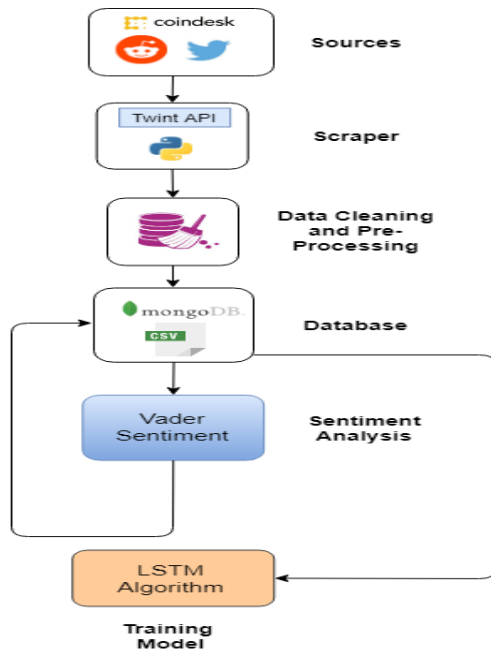 coindesk
Sources
Twint API
Scraper
Data Cleaning
and Pre-
Processing
mongoDB.
CSV
Database
Vader
Sentiment
Sentiment
Analysis
LSTM
Algorithm
Training
Model